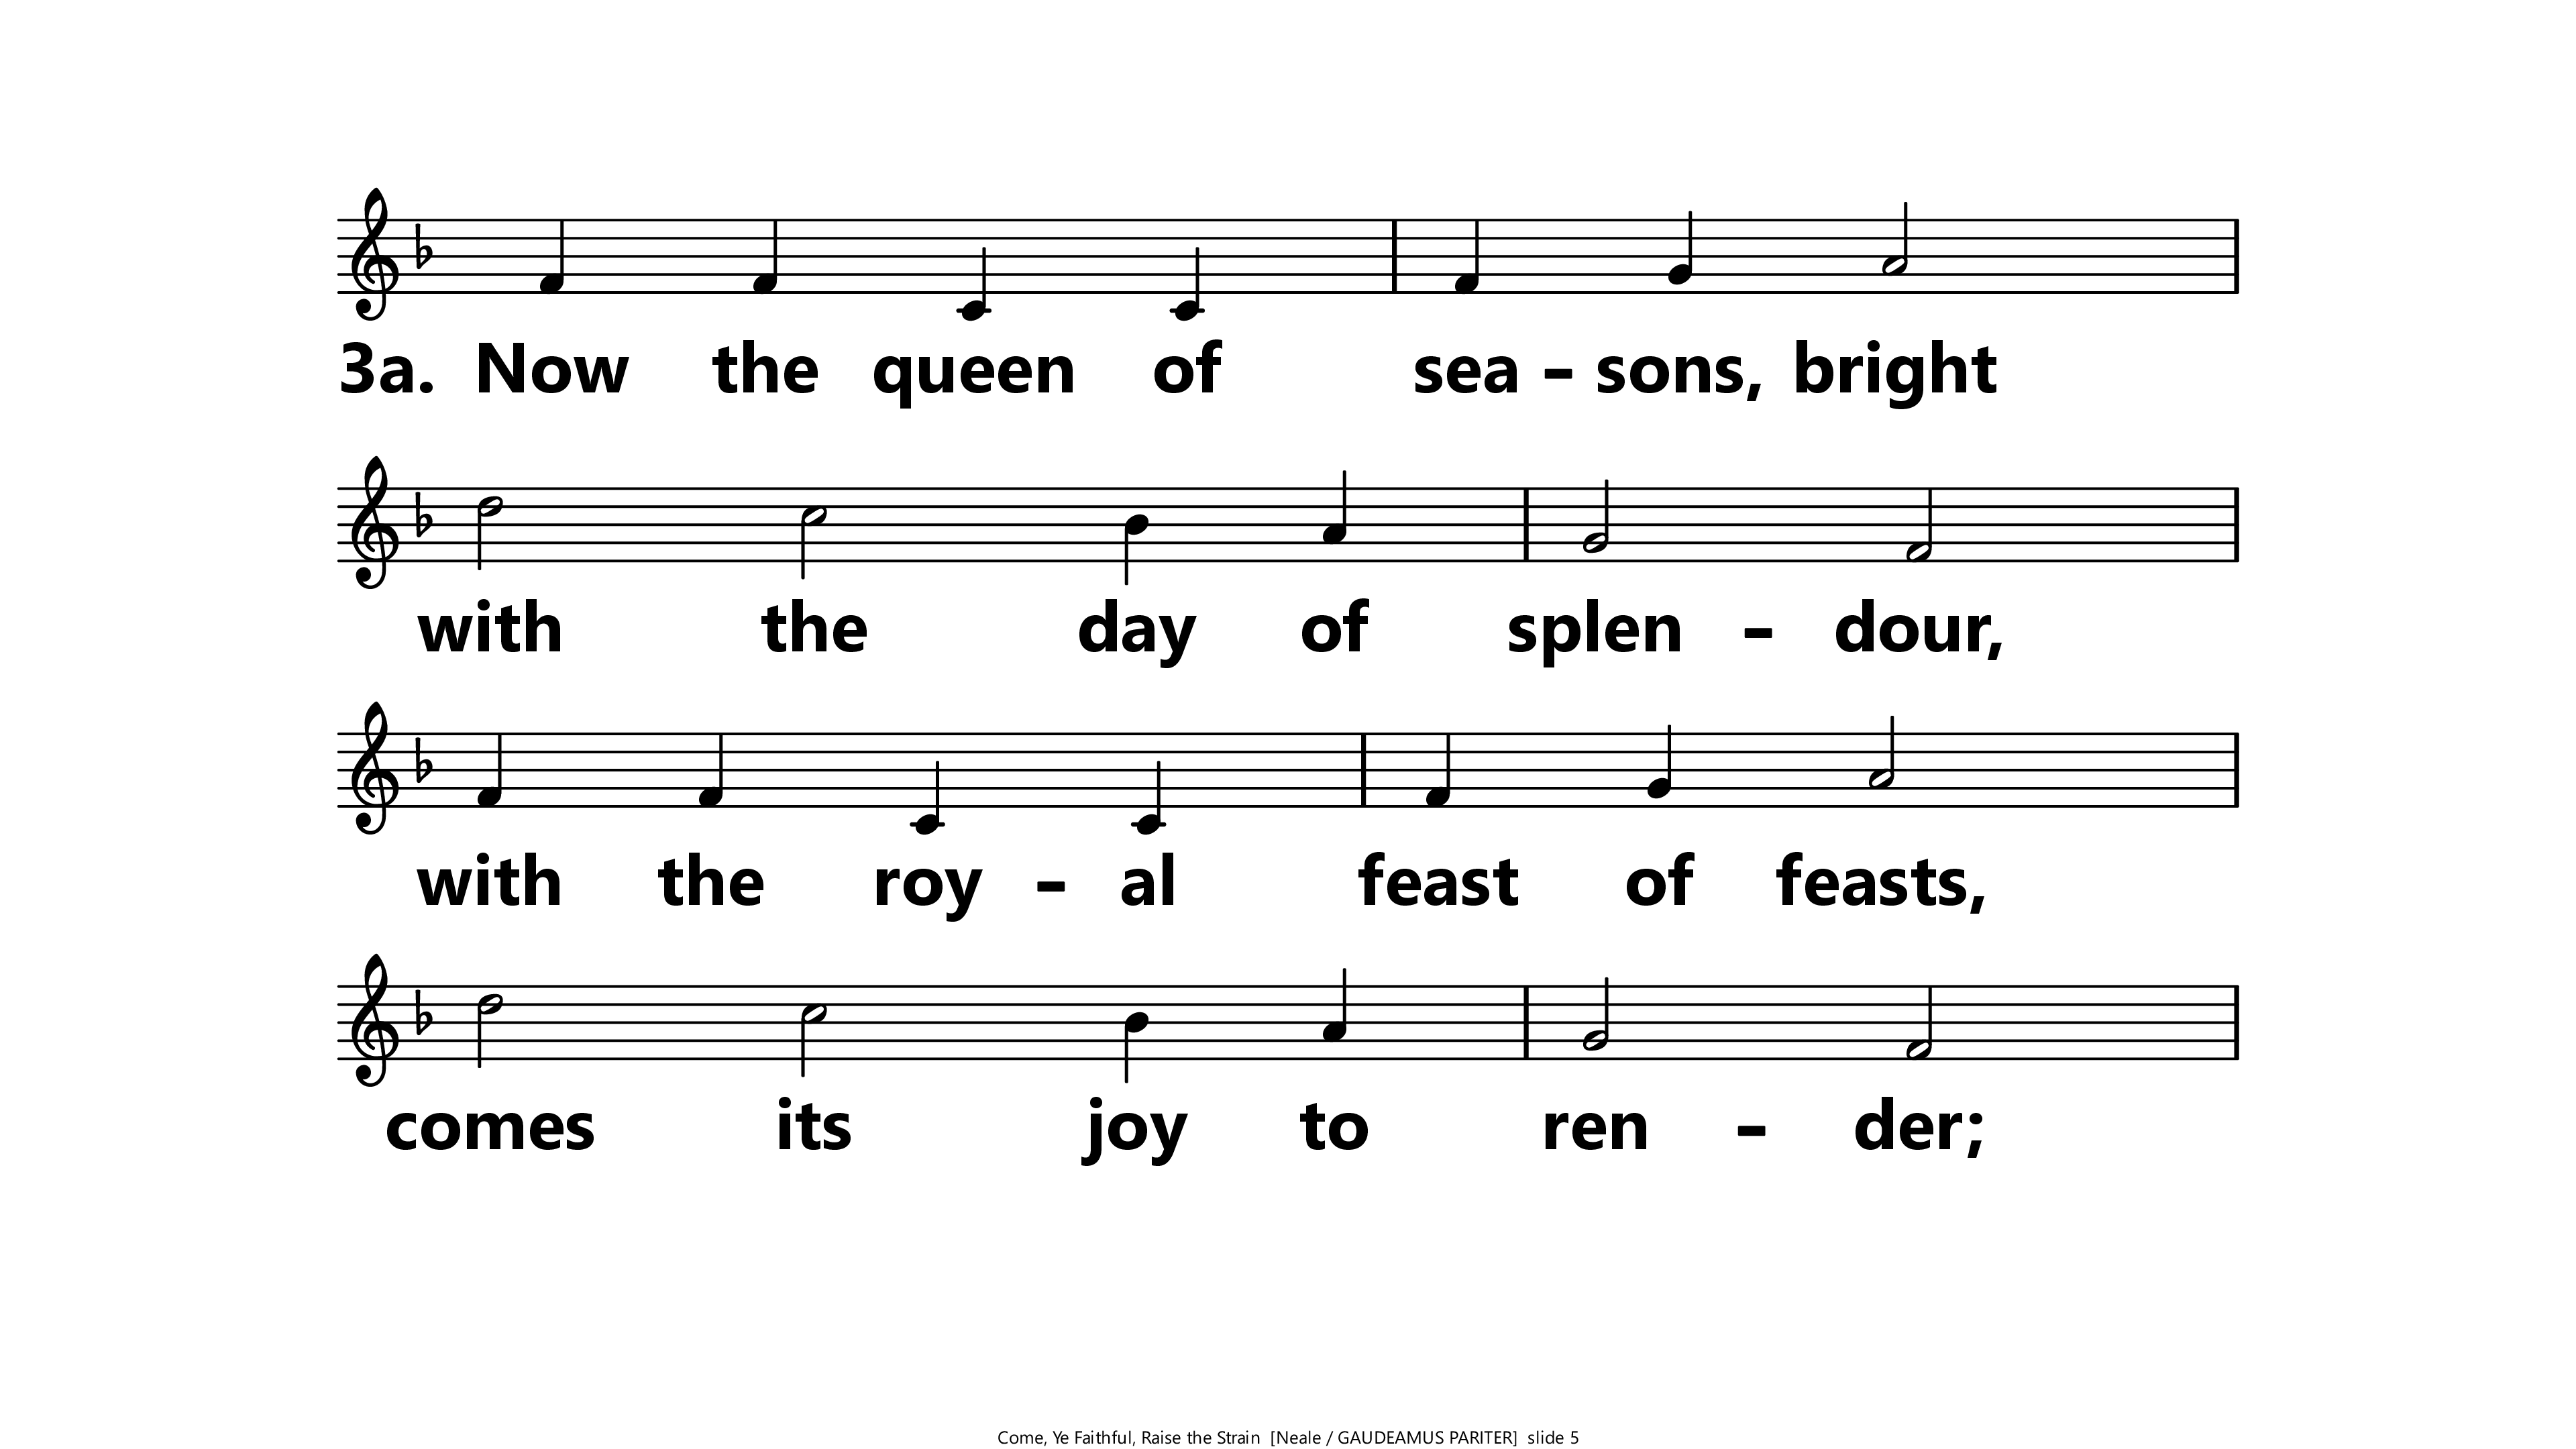 3a. Now the queen of sea - sons, bright
with the day of splen - dour,
with the roy - al feast of feasts,
comes its joy to ren - der;
Come, Ye Faithful, Raise the Strain [Neale / GAUDEAMUS PARITER] slide 5